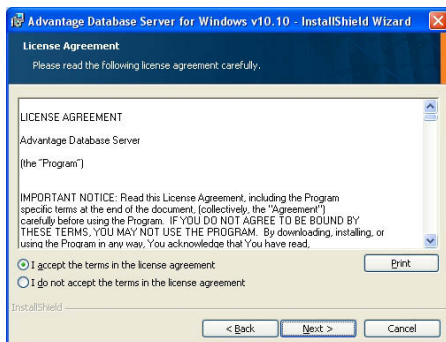 Advantage Database Server for Windows v10.10 - InstallShield Wizard
License Agreement
Please read the following license agreement carefully.
LICENSE AGREEMENT
Advantage Database Server
(the "Program")
IMPORTANT NOTICE: Read this License Agreement, including the Program
specific terms at the end of the document, (collectively, the "Agreement")
carefully before using the Program. IF YOU DO NOT AGREE TO BE BOUND BY
THESE TERMS, YOU MAY NOT USE THE PROGRAM. By downloading, installing, or
using the Program in any way, You acknowledge that You have read,
I accept the terms in the license agreement
Print
I do not accept the terms in the license agreement
InstallShield
< Back
Next >
Cancel